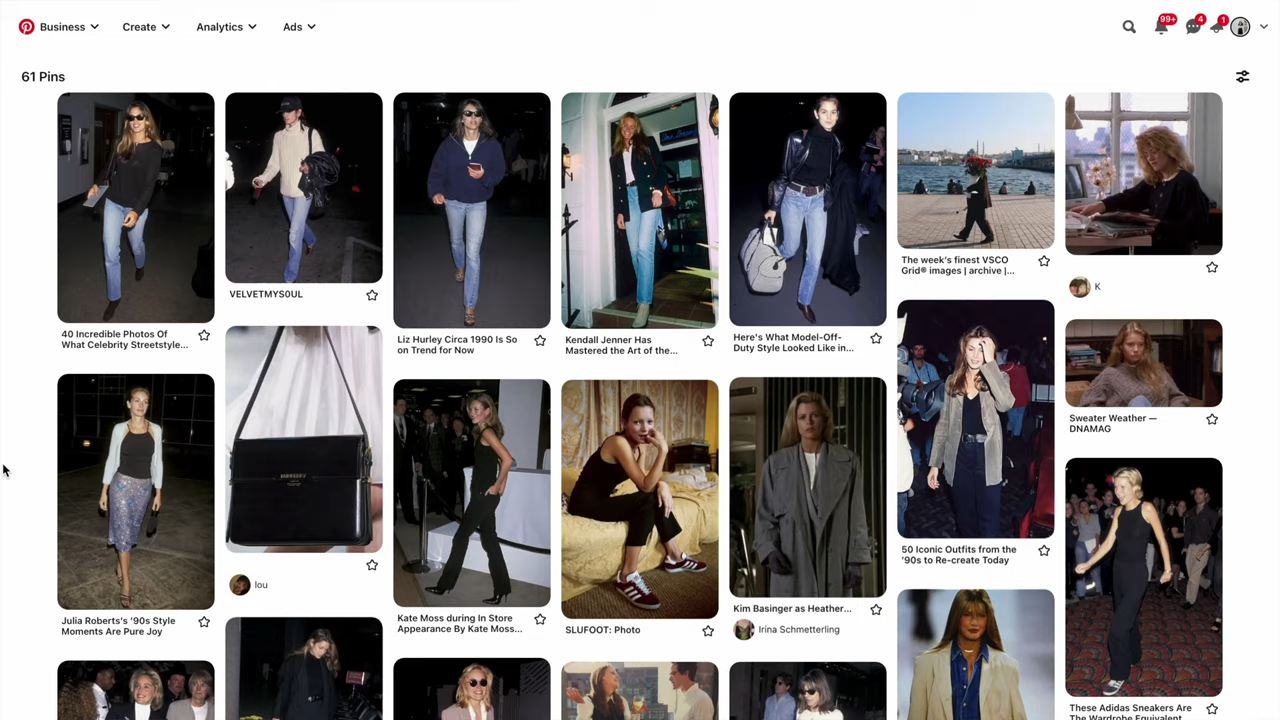 Business
Create
Analytics
Ads
99+
4
1
61 Pins
40 Incredible Photos Of
What Celebrity Streetstyle...
VELVETMYS0UL
Liz Hurley Circa 1990 Is So
on Trend for Now
Kendall Jenner Has
Mastered the Art of the...
Here's What Model-Off-
Duty Style Looked Like in...
The week's finest VSCO
Grid® images | archive |...
K
Sweater Weather —
DNAMAG
Julia Roberts's '90s Style
Moments Are Pure Joy
lou
Kate Moss during In Store
Appearance By Kate Moss...
SLUFOOT: Photo
Kim Basinger as Heather...
Irina Schmetterling
50 Iconic Outfits from the
'90s to Re-create Today
These Adidas Sneakers Are
The Wardrobe Equivalent